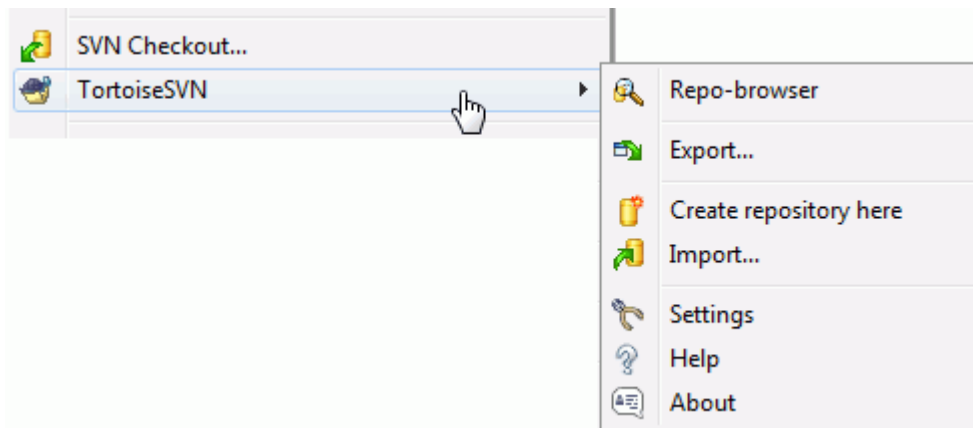 SVN Checkout...
TortoiseSVN
Repo-browser
Export...
Create repository here
Import...
Settings
Help
About